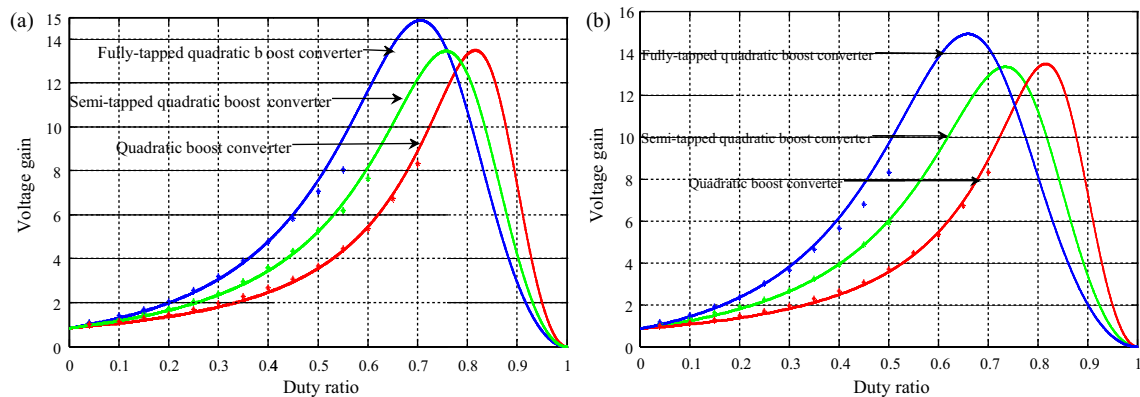 (a)
15
14
12
10
8
6
4
2
0
Voltage gain
Fully-tapped quadratic b oost converter
Semi-tapped quadratic boost converter
Quadratic boost converter
0 0.1 0.2 0.3 0.4 0.5 0.6 0.7 0.8 0.9 1
Duty ratio
(b)
16
14
12
10
8
6
4
2
0
Voltage gain
Fully-tapped quadratic boost converter
Semi-tapped quadratic boost converter
Quadratic boost converter
0 0.1 0.2 0.3 0.4 0.5 0.6 0.7 0.8 0.9 1
Duty ratio